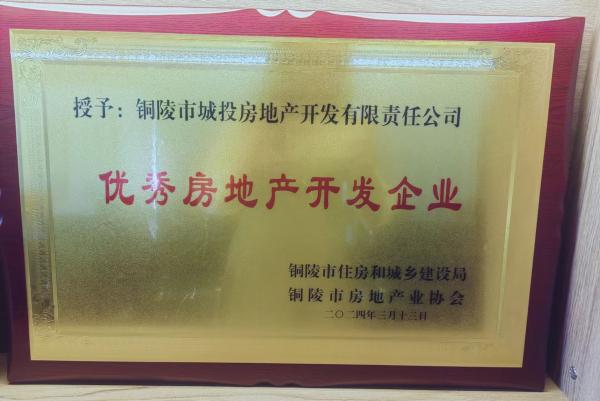 授予：铜陵市城投房地产开发有限责任公司
优秀房地产开发企业
铜陵市住房和城乡建设局
铜陵市房地产业协会
二〇二四年三月十三日